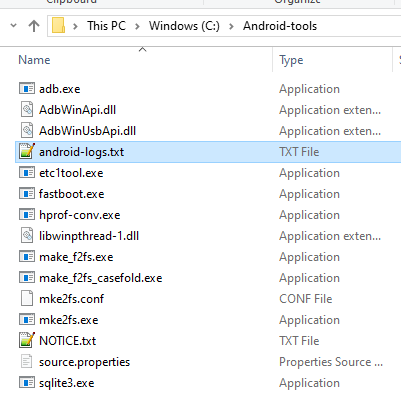 Clipboard Organize
This PC > Windows (C:) > Android-tools
Name Type
adb.exe Application
AdbWinApi.dll Application exten...
AdbWinUsbApi.dll Application exten...
android-logs.txt TXT File
etc1tool.exe Application
fastboot.exe Application
hprof-conv.exe Application
libwinpthread-1.dll Application exten...
make_f2fs.exe Application
make_f2fs_casefold.exe Application
mke2fs.conf CONF File
mke2fs.exe Application
NOTICE.txt TXT File
source.properties Properties Source ...
sqlite3.exe Application